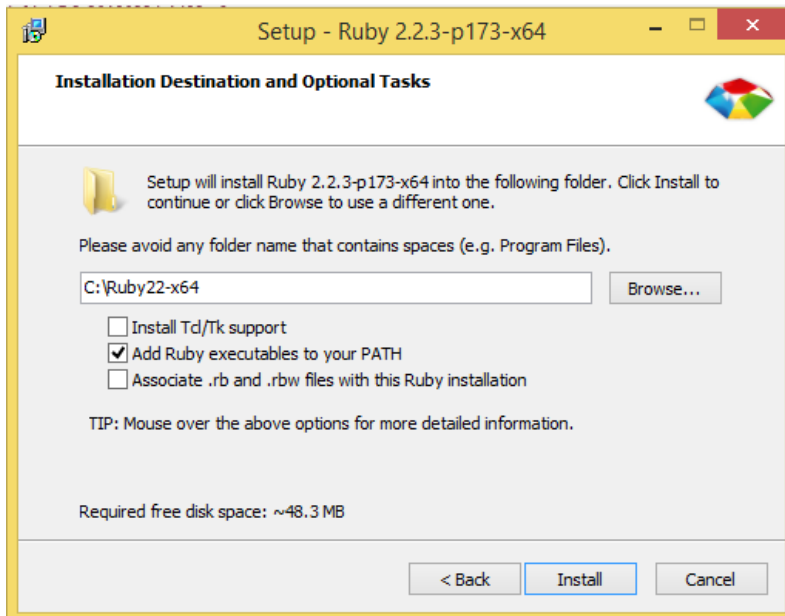 Setup - Ruby 2.2.3-p173-x64
Installation Destination and Optional Tasks
Setup will install Ruby 2.2.3-p173-x64 into the following folder. Click Install to
continue or click Browse to use a different one.
Please avoid any folder name that contains spaces (e.g. Program Files).
C:\Ruby22-x64
Browse...
Install Tcl/Tk support
Add Ruby executables to your PATH
Associate .rb and .rbw files with this Ruby installation
TIP: Mouse over the above options for more detailed information.
Required free disk space: ~48.3 MB
< Back Install Cancel